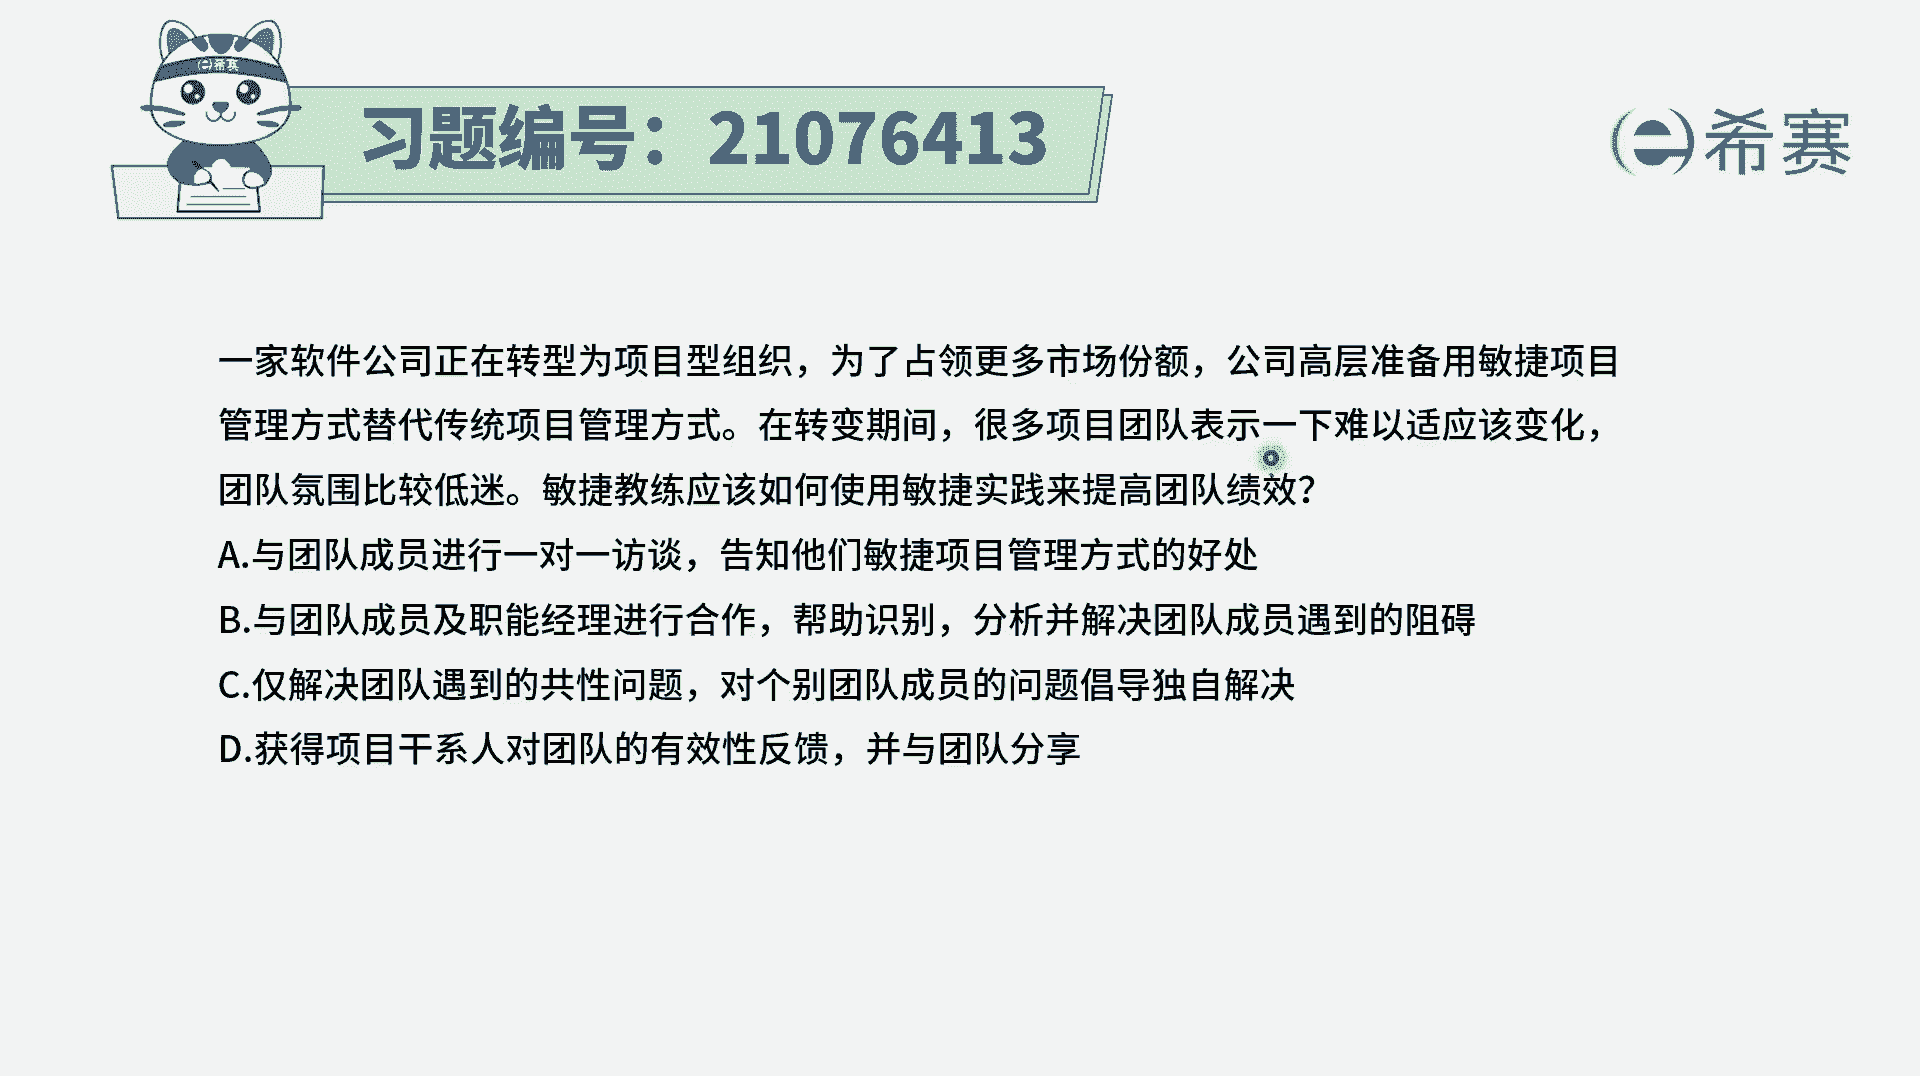 希赛
习题编号：21076413
希赛
一家软件公司正在转型为项目型组织，为了占领更多市场份额，公司高层准备用敏捷项目
管理方式替代传统项目管理方式。在转变期间，很多项目团队表示一下难以适应该变化，
团队氛围比较低迷。敏捷教练应该如何使用敏捷实践来提高团队绩效？
A.与团队成员进行一对一访谈，告知他们敏捷项目管理方式的好处
B.与团队成员及职能经理进行合作，帮助识别，分析并解决团队成员遇到的阻碍
C.仅解决团队遇到的共性问题，对个别团队成员的问题倡导独自解决
D.获得项目干系人对团队的有效性反馈，并与团队分享